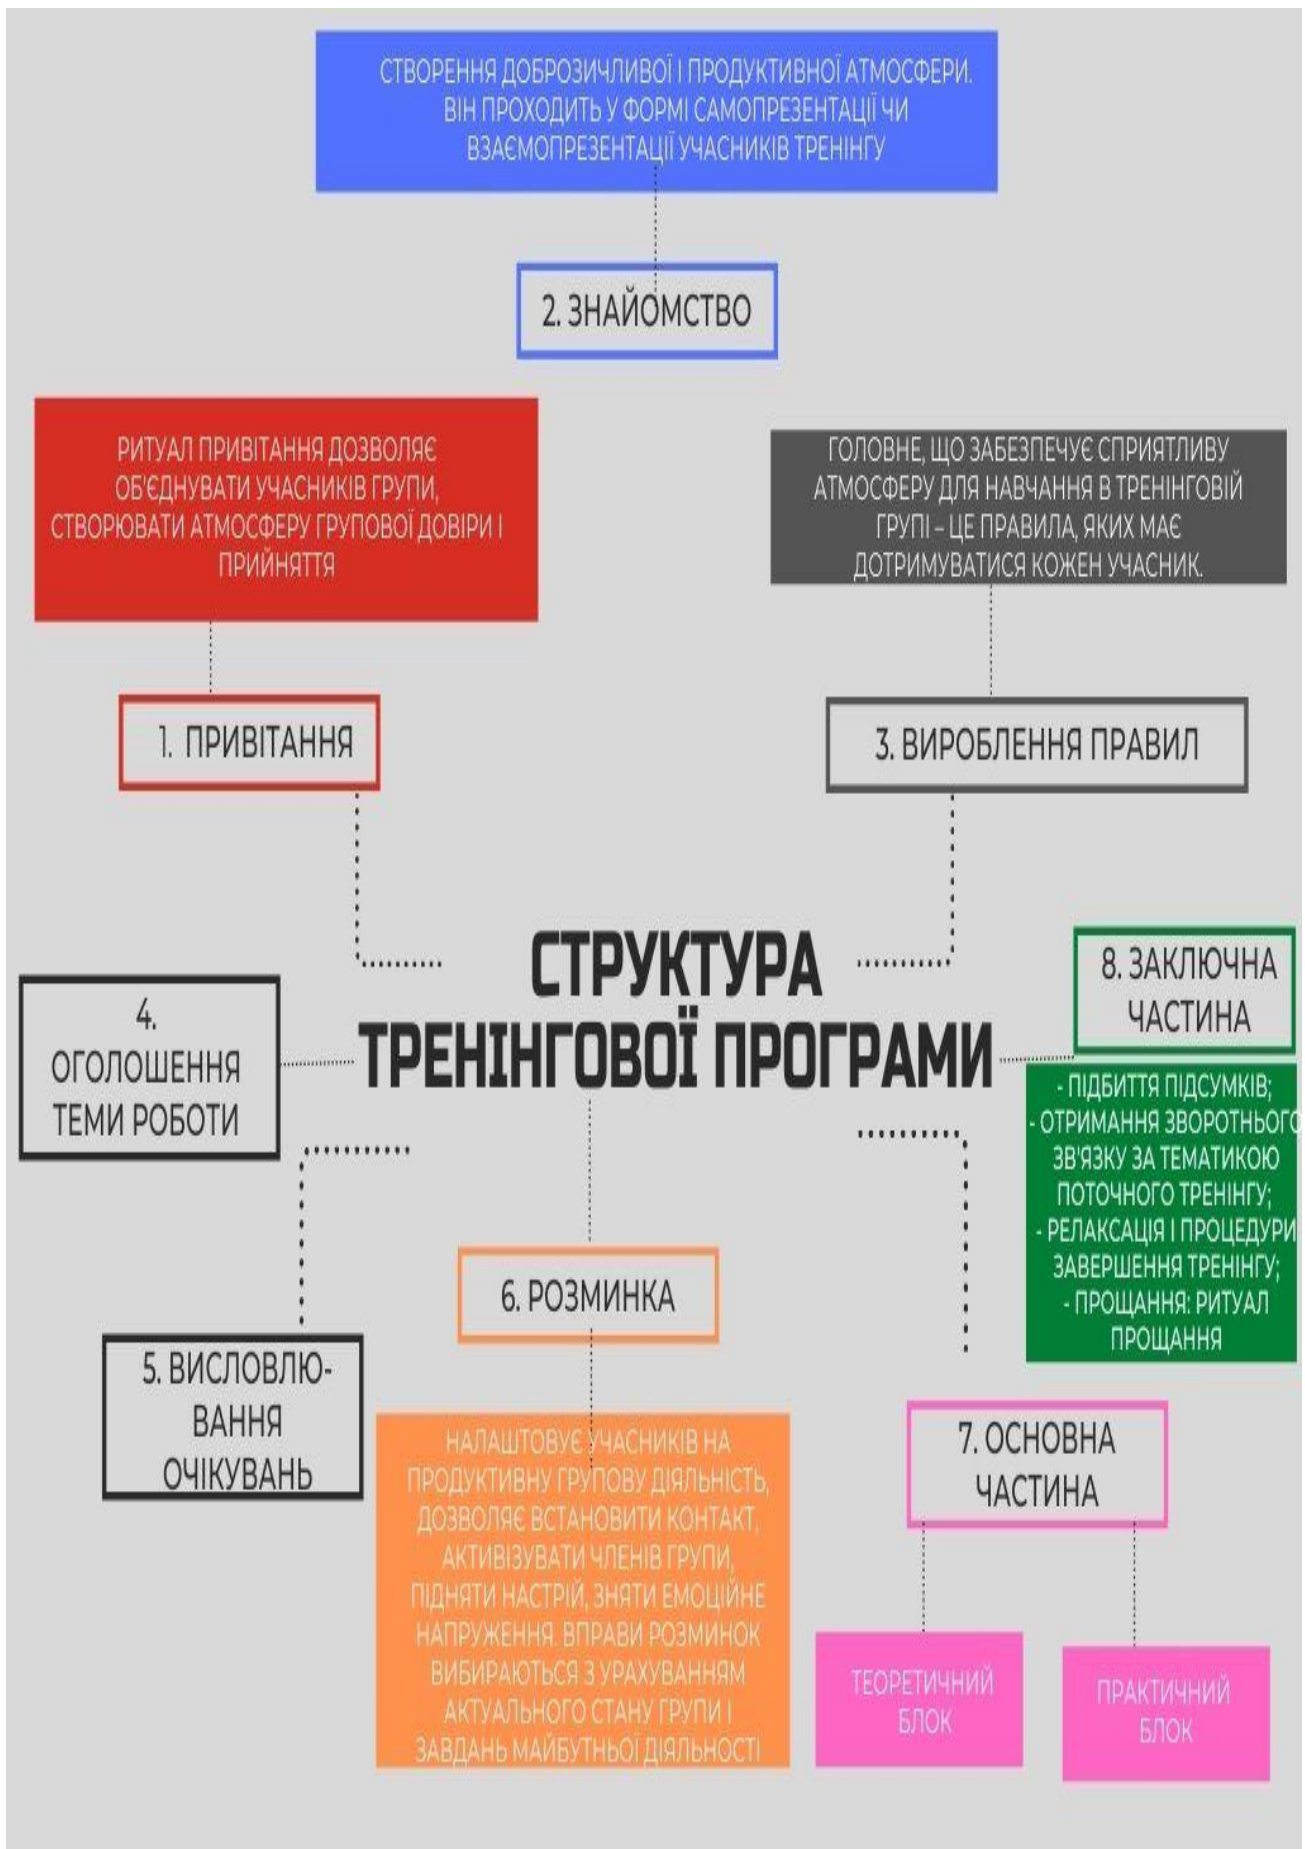 СТВОРЕННЯ ДОБРОЗИЧЛИВОЇ І ПРОДУКТИВНОЇ АТМОСФЕРИ.
ВІН ПРОХОДИТЬ У ФОРМІ САМОПРЕЗЕНТАЦІЇ ЧИ
ВЗАЄМОПРЕЗЕНТАЦІЇ УЧАСНИКІВ ТРЕНІНГУ
2. ЗНАЙОМСТВО
РИТУАЛ ПРИВІТАННЯ ДОЗВОЛЯЄ
ОБ'ЄДНУВАТИ УЧАСНИКІВ ГРУПИ,
СТВОРЮВАТИ АТМОСФЕРУ ГРУПОВОЇ ДОВІРИ І
ПРИЙНЯТТЯ
1. ПРИВІТАННЯ
ГОЛОВНЕ, ЩО ЗАБЕЗПЕЧУЄ СПРИЯТЛИВУ
АТМОСФЕРУ ДЛЯ НАВЧАННЯ В ТРЕНІНГОВІЙ
ГРУПІ – ЦЕ ПРАВИЛА, ЯКИХ МАЄ
ДОТРИМУВАТИСЯ КОЖЕН УЧАСНИК.
3. ВИРОБЛЕННЯ ПРАВИЛ
СТРУКТУРА
ТРЕНІНГОВОЇ ПРОГРАМИ
4.
ОГОЛОШЕННЯ
ТЕМИ РОБОТИ
5. ВИСЛОВЛЮ-
ВАННЯ
ОЧІКУВАНЬ
6. РОЗМИНКА
НАЛАШТОВУЄ УЧАСНИКІВ НА
ПРОДУКТИВНУ ГРУПОВУ ДІЯЛЬНІСТЬ,
ДОЗВОЛЯЄ ВСТАНОВИТИ КОНТАКТ,
АКТИВІЗУВАТИ ЧЛЕНІВ ГРУПИ,
ПІДНЯТИ НАСТРІЙ, ЗНЯТИ ЕМОЦІЙНЕ
НАПРУЖЕННЯ. ВПРАВИ РОЗМИНОК
ВИБИРАЮТЬСЯ З УРАХУВАННЯМ
АКТУАЛЬНОГО СТАНУ ГРУПИ І
ЗАВДАНЬ МАЙБУТНЬОЇ ДІЯЛЬНОСТІ
7. ОСНОВНА
ЧАСТИНА
ТЕОРЕТИЧНИЙ
БЛОК
ПРАКТИЧНИЙ
БЛОК
8. ЗАКЛЮЧНА
ЧАСТИНА
- ПІДБИТТЯ ПІДСУМКІВ;
- ОТРИМАННЯ ЗВОРОТНЬОГО
ЗВ'ЯЗКУ ЗА ТЕМАТИКОЮ
ПОТОЧНОГО ТРЕНІНГУ;
- РЕЛАКСАЦІЯ І ПРОЦЕДУРИ
ЗАВЕРШЕННЯ ТРЕНІНГУ;
- ПРОЩАННЯ: РИТУАЛ
ПРОЩАННЯ